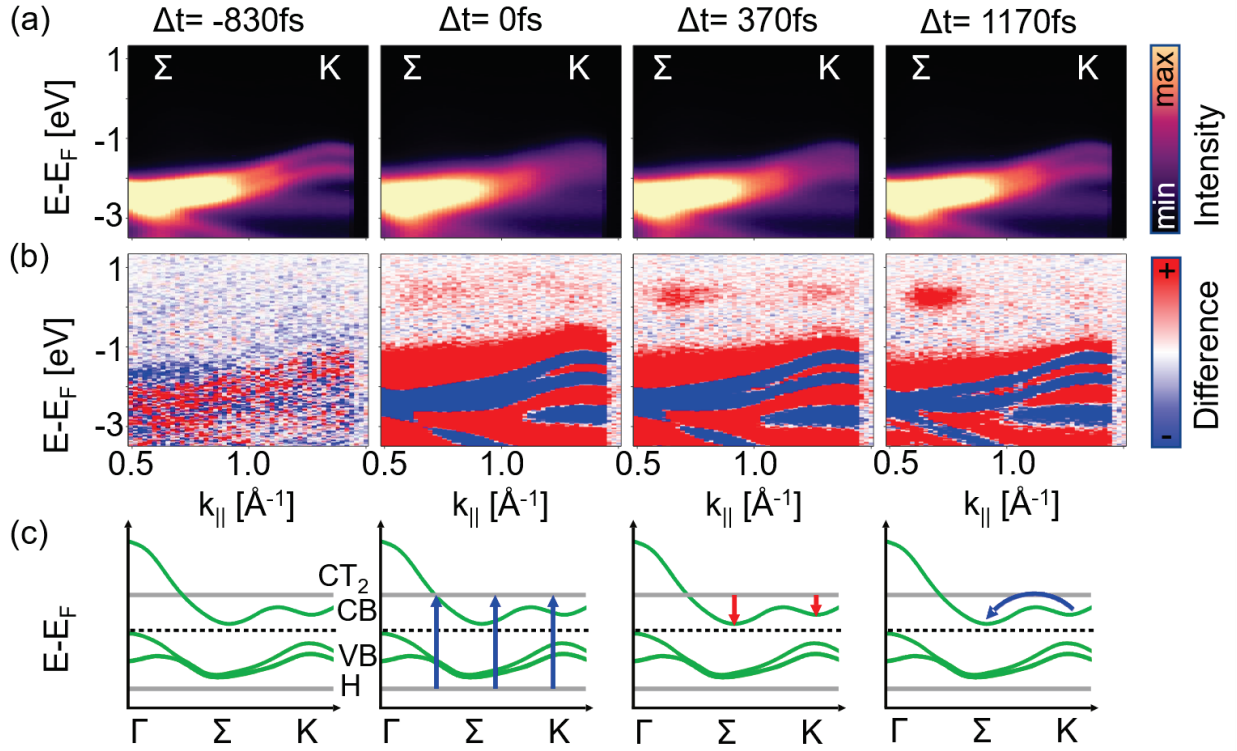 (a) Δt= -830fs Δt= 0fs Δt= 370fs Δt= 1170fs
Σ K Σ K Σ K Σ K
1
-1
-3
E-E_F [eV]
max
min
Intensity
(b)
1
-1
-3
E-E_F [eV]
+
-
Difference
0.5 1.0 0.5 1.0 0.5 1.0 0.5 1.0
k_|| [Å⁻¹] k_|| [Å⁻¹] k_|| [Å⁻¹] k_|| [Å⁻¹]
(c)
E-E_F
CT₂
CB
VB
H
Γ Σ K Γ Σ K Γ Σ K Γ Σ K